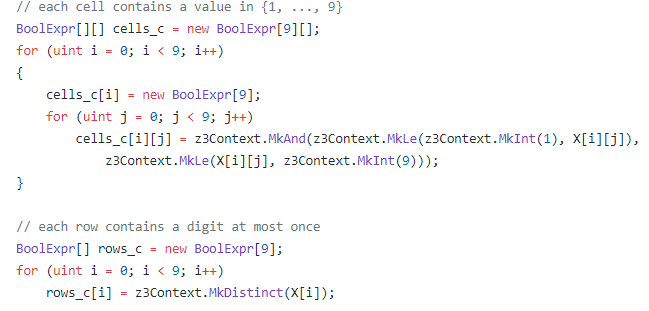 // each cell contains a value in {1, ..., 9}
BoolExpr[][] cells_c = new BoolExpr[9][];
for (uint i = 0; i < 9; i++)
{
    cells_c[i] = new BoolExpr[9];
    for (uint j = 0; j < 9; j++)
        cells_c[i][j] = z3Context.MkAnd(z3Context.MkLe(z3Context.MkInt(1), X[i][j]),
            z3Context.MkLe(X[i][j], z3Context.MkInt(9)));
}

// each row contains a digit at most once
BoolExpr[] rows_c = new BoolExpr[9];
for (uint i = 0; i < 9; i++)
    rows_c[i] = z3Context.MkDistinct(X[i]);